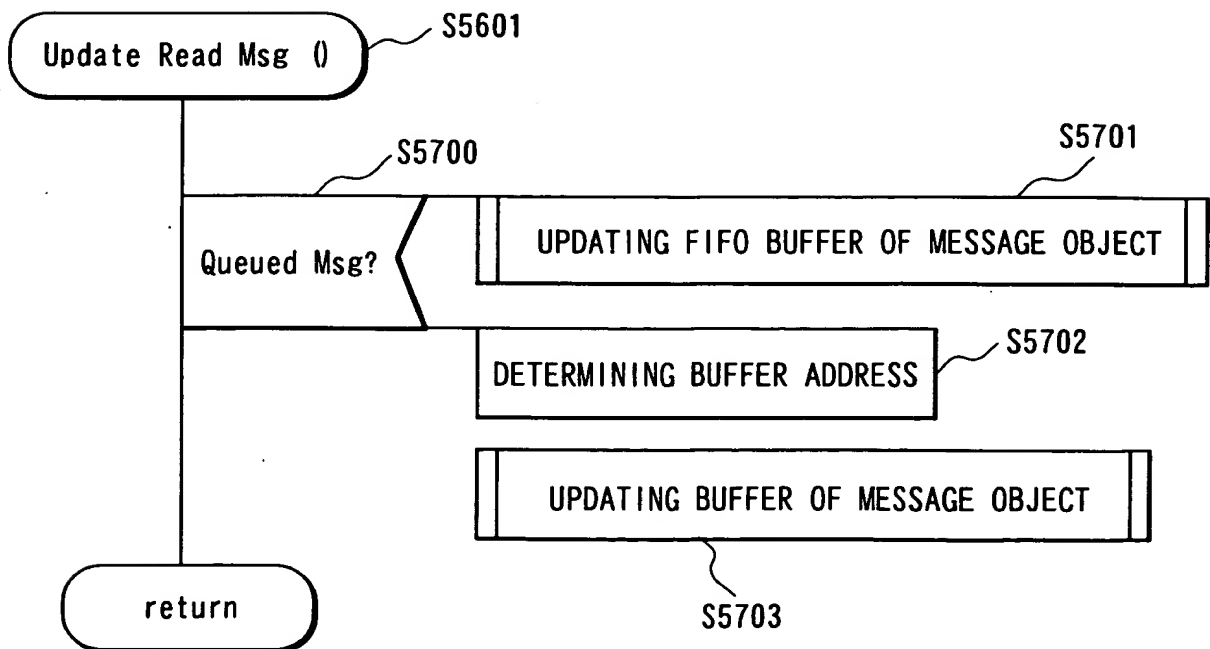 S5601
Update Read Msg ()
S5700
S5701
UPDATING FIFO BUFFER OF MESSAGE OBJECT
Queued Msg?
S5702
DETERMINING BUFFER ADDRESS
UPDATING BUFFER OF MESSAGE OBJECT
return
S5703